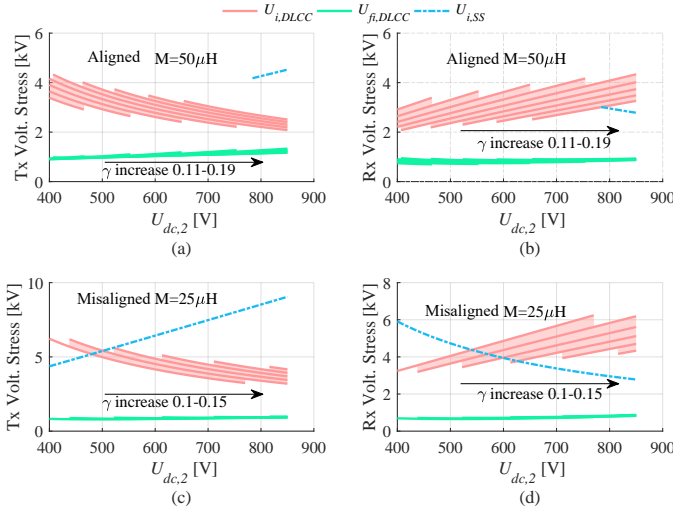 U_{i,DLCC} U_{fi,DLCC} U_{i,SS}
Tx Volt. Stress [kV]
6
4
2
0
Aligned M=50μH
γ increase 0.11-0.19
400 500 600 700 800 900
U_{dc,2} [V]
(a)
Rx Volt. Stress [kV]
6
4
2
0
Aligned M=50μH
γ increase 0.11-0.19
400 500 600 700 800 900
U_{dc,2} [V]
(b)
Tx Volt. Stress [kV]
10
5
0
Misaligned M=25μH
γ increase 0.1-0.15
400 500 600 700 800 900
U_{dc,2} [V]
(c)
Rx Volt. Stress [kV]
8
6
4
2
0
Misaligned M=25μH
γ increase 0.1-0.15
400 500 600 700 800 900
U_{dc,2} [V]
(d)